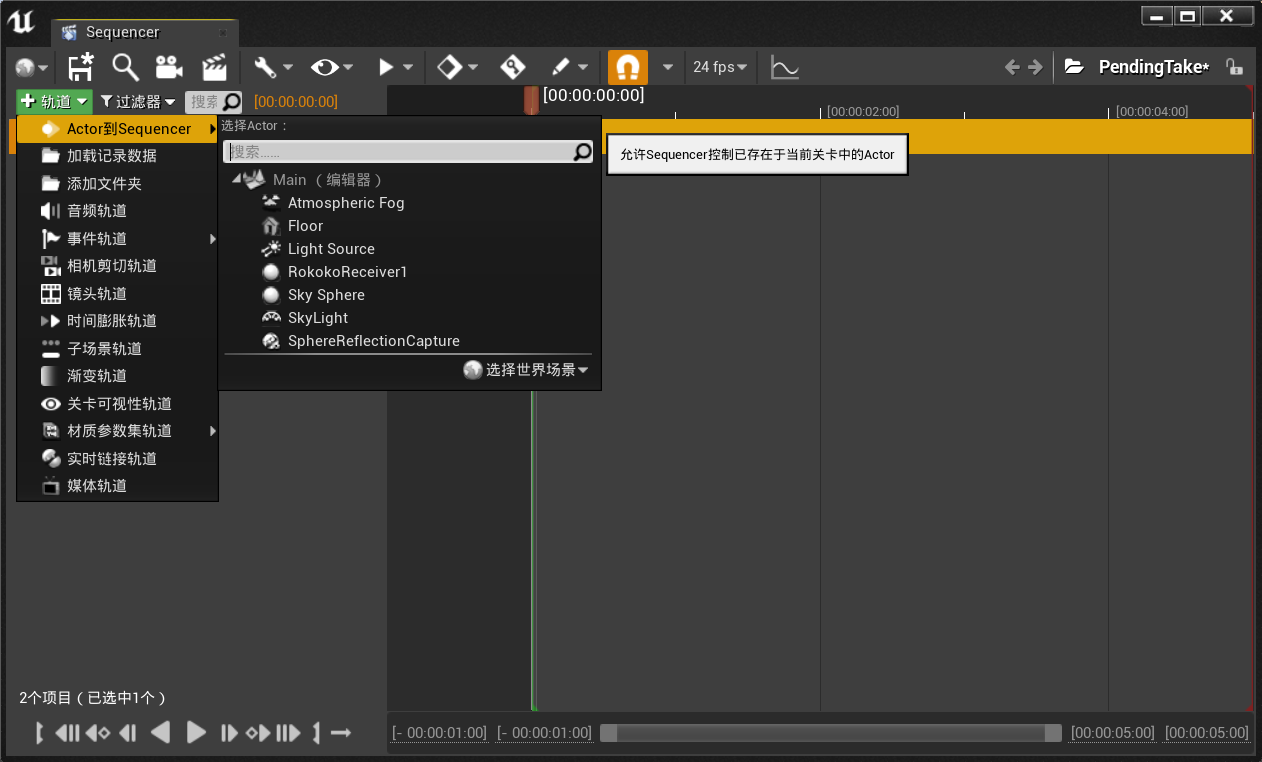 Sequencer
24 fps
PendingTake*
轨道
过滤器
搜索
[00:00:00:00]
[00:00:00:00]
[00:00:02:00]
[00:00:04:00]
Actor到Sequencer
加载记录数据
添加文件夹
音频轨道
事件轨道
相机剪切轨道
镜头轨道
时间膨胀轨道
子场景轨道
渐变轨道
关卡可视性轨道
材质参数集轨道
实时链接轨道
媒体轨道
选择Actor：
搜索......
Main （编辑器）
Atmospheric Fog
Floor
Light Source
RokokoReceiver1
Sky Sphere
SkyLight
SphereReflectionCapture
选择世界场景
允许Sequencer控制已存在于当前关卡中的Actor
2个项目（已选中1个）
[- 00:00:01:00]
[- 00:00:01:00]
[00:00:05:00]
[00:00:05:00]